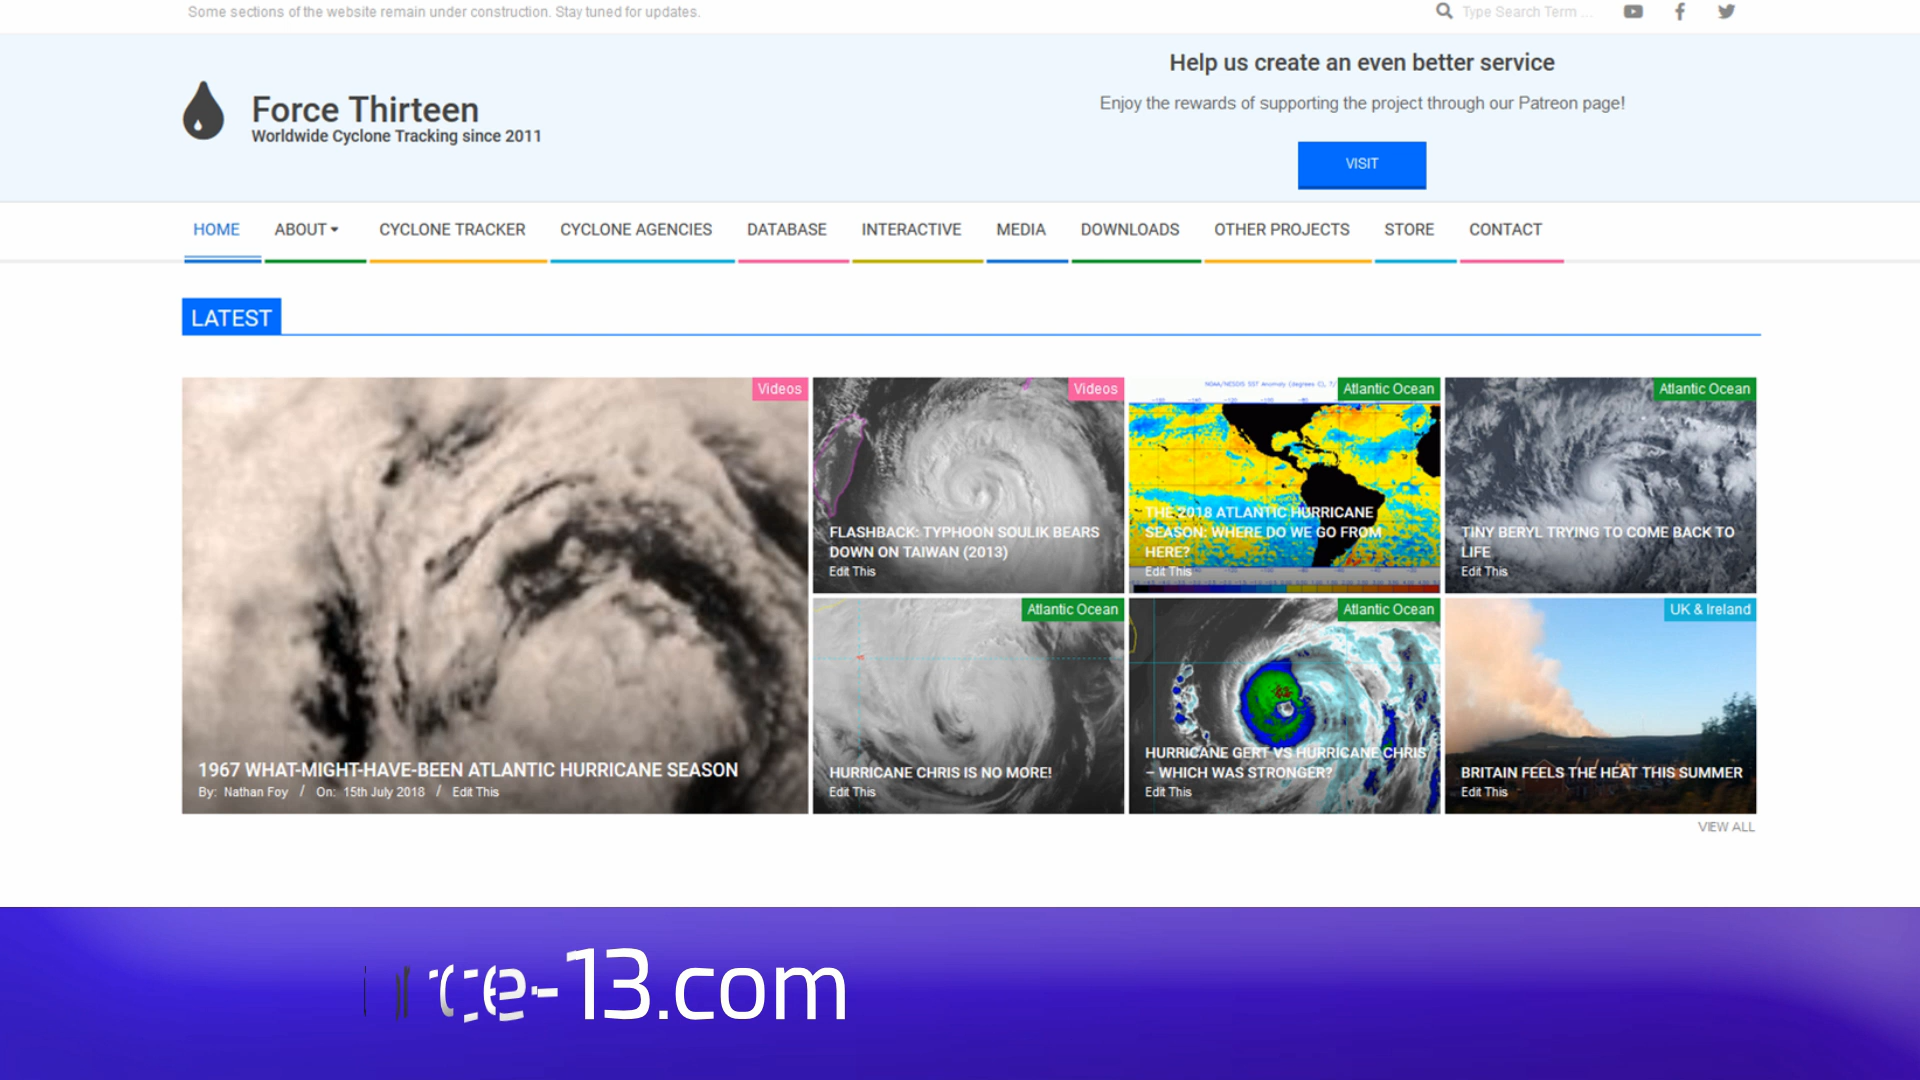 Some sections of the website remain under construction. Stay tuned for updates.
Type Search Term ...
Help us create an even better service
Enjoy the rewards of supporting the project through our Patreon page!
VISIT
Force Thirteen
Worldwide Cyclone Tracking since 2011
HOME ABOUT CYCLONE TRACKER CYCLONE AGENCIES DATABASE INTERACTIVE MEDIA DOWNLOADS OTHER PROJECTS STORE CONTACT
LATEST
Videos
1967 WHAT-MIGHT-HAVE-BEEN ATLANTIC HURRICANE SEASON
By: Nathan Foy / On: 15th July 2018 / Edit This
Videos
FLASHBACK: TYPHOON SOULIK BEARS
DOWN ON TAIWAN (2013)
Edit This
NOAA/NESDIS SST Anomaly (degrees C),
Atlantic Ocean
THE 2018 ATLANTIC HURRICANE
SEASON: WHERE DO WE GO FROM
HERE?
Edit This
Atlantic Ocean
TINY BERYL TRYING TO COME BACK TO
LIFE
Edit This
Atlantic Ocean
HURRICANE CHRIS IS NO MORE!
Edit This
Atlantic Ocean
HURRICANE GERT VS HURRICANE CHRIS
– WHICH WAS STRONGER?
Edit This
UK & Ireland
BRITAIN FEELS THE HEAT THIS SUMMER
Edit This
VIEW ALL
rce-13.com